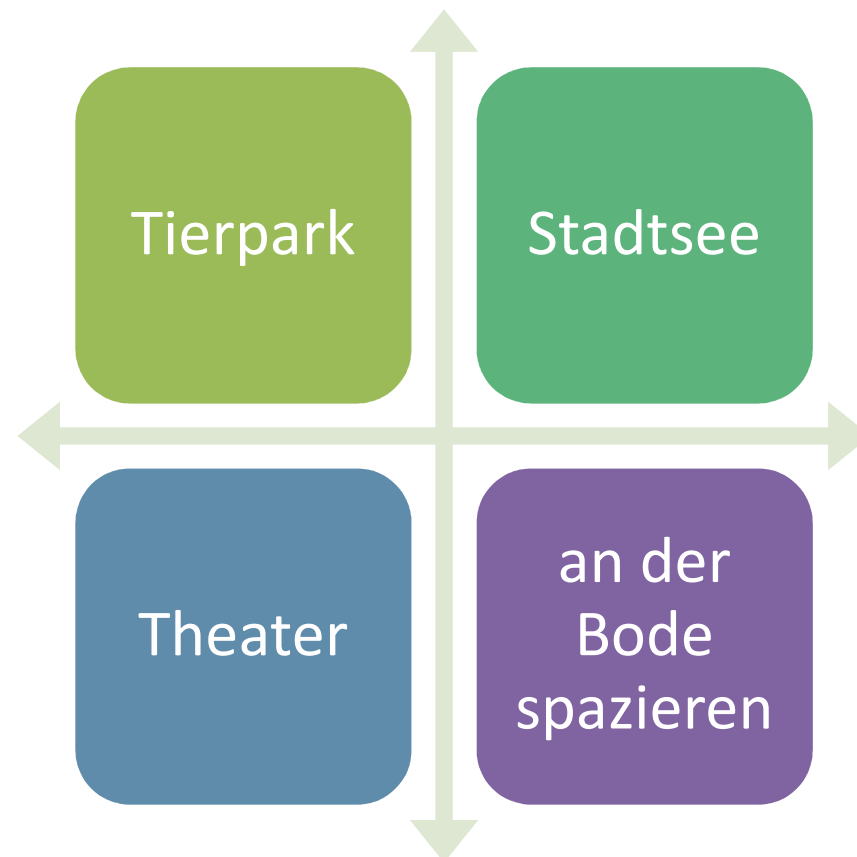 Tierpark
Stadtsee
Theater
an der
Bode
spazieren